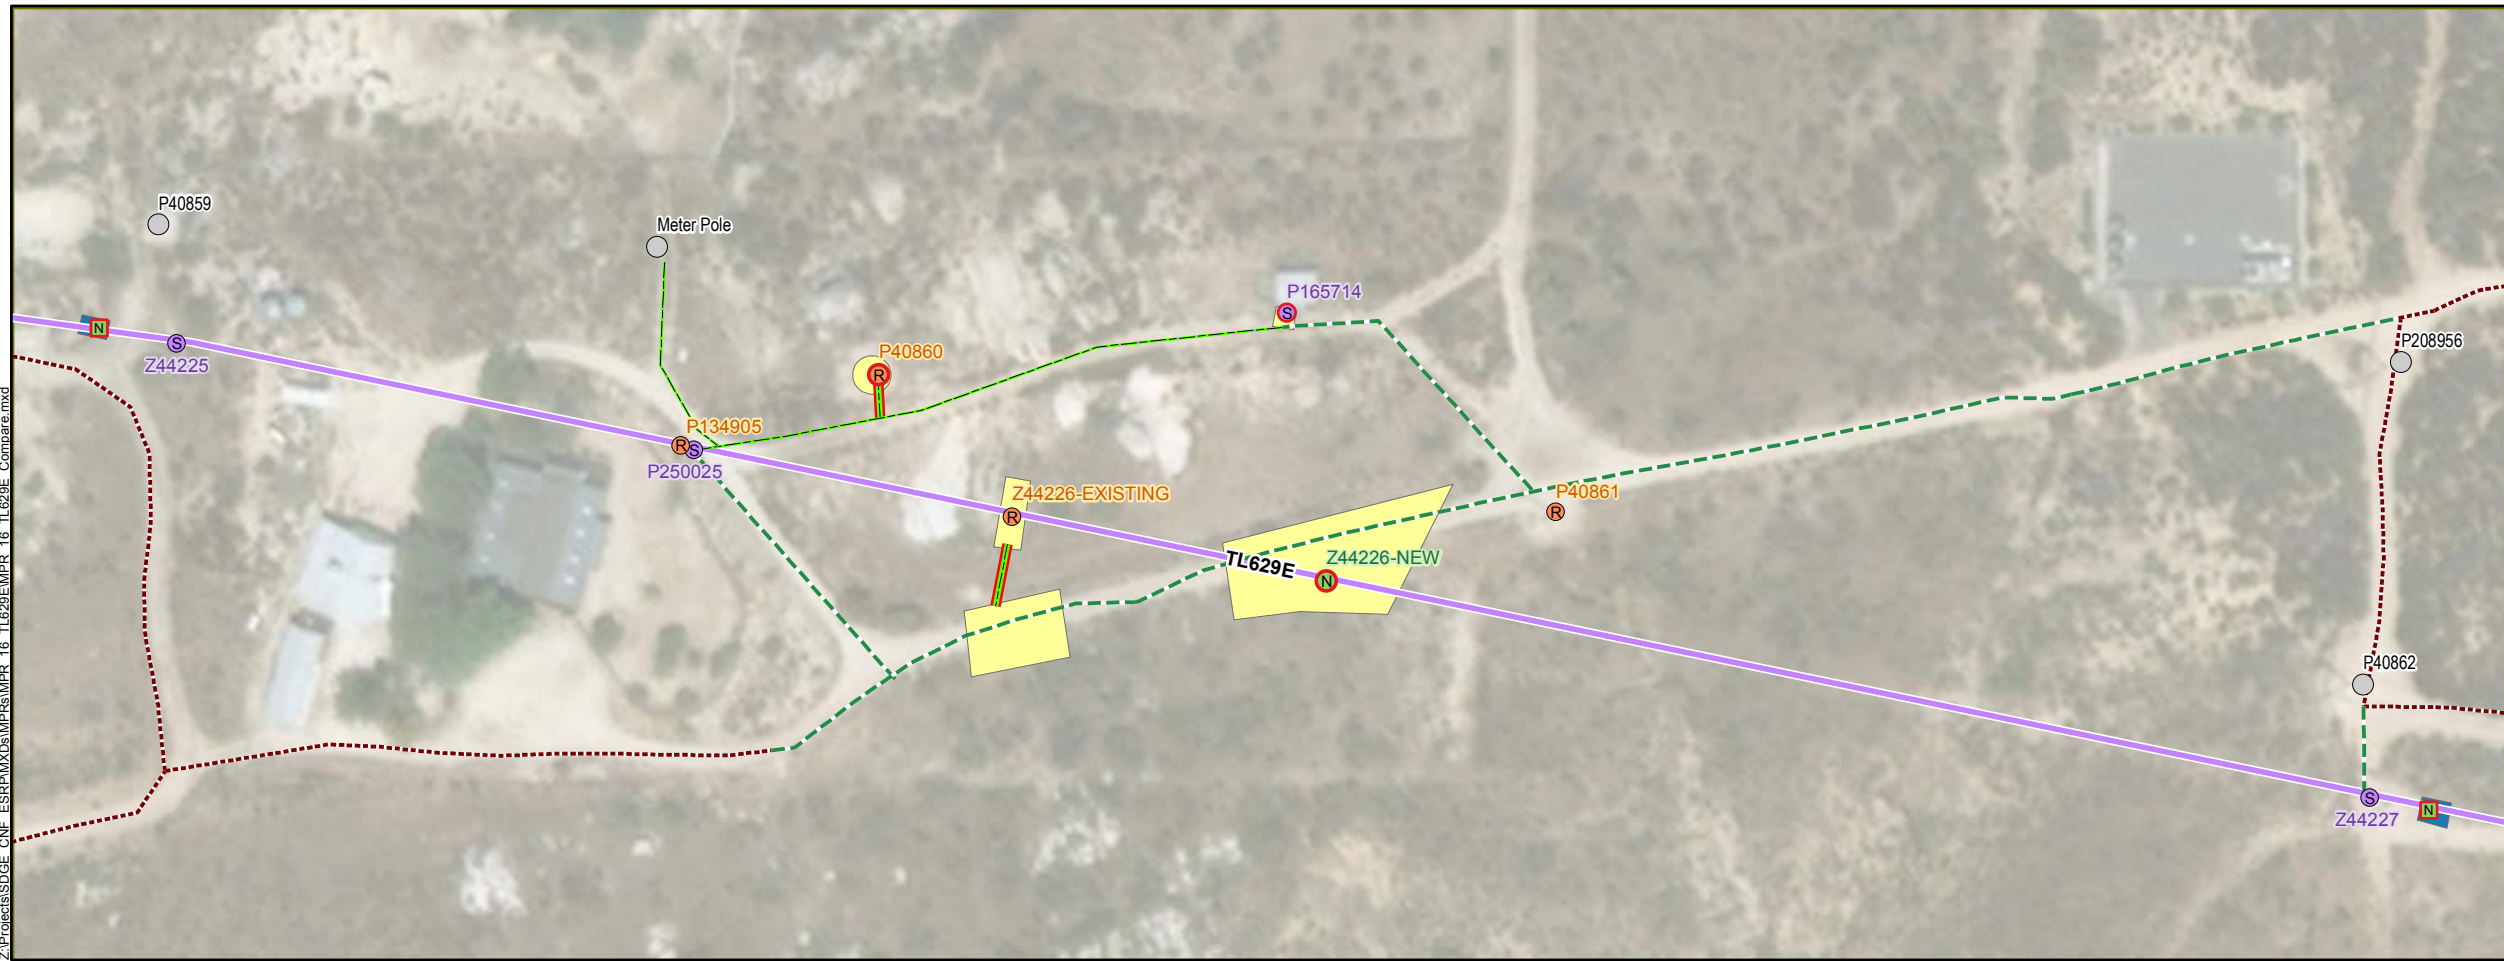 P40859
Meter Pole
P165714
S
N
S
Z44225
P40860
R
P208956
P134905
R
S
P250025
Z44226-EXISTING
R
P40861
R
TL629E
Z44226-NEW
N
P40862
S
N
Z44227
Z:\Projects\SDGE_CNF_ESRP\MXDs\MPRs\MPR_16_TL629E\MPR_16_TL629E_Compare.mxd